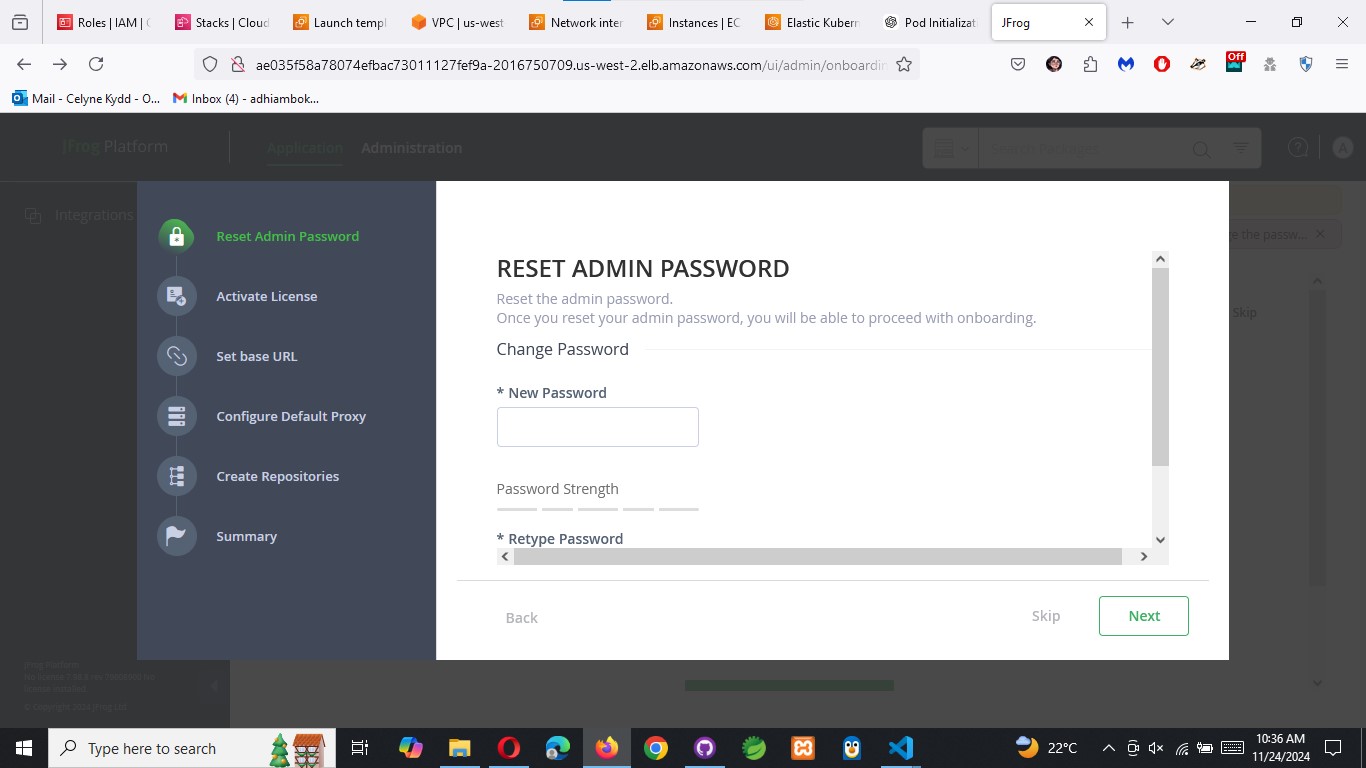 Roles | IAM | 
Stacks | Cloud
Launch templ
VPC | us-west
Network inter
Instances | EC
Elastic Kubern
Pod Initializat
JFrog
ae035f58a78074efbac73011127fef9a-2016750709.us-west-2.elb.amazonaws.com/ui/admin/onboardin
Off
Mail - Celyne Kydd - O...
Inbox (4) - adhiambok...
JFrog Platform
Application
Administration
Search Packages
A
Integrations
e the passw...
Skip
Reset Admin Password
Activate License
Set base URL
Configure Default Proxy
Create Repositories
Summary
RESET ADMIN PASSWORD
Reset the admin password.
Once you reset your admin password, you will be able to proceed with onboarding.
Change Password
* New Password
Password Strength
* Retype Password
Back
Skip
Next
JFrog Platform
© Copyright 2024 JFrog Ltd
Type here to search
22°C
10:36 AM
11/24/2024